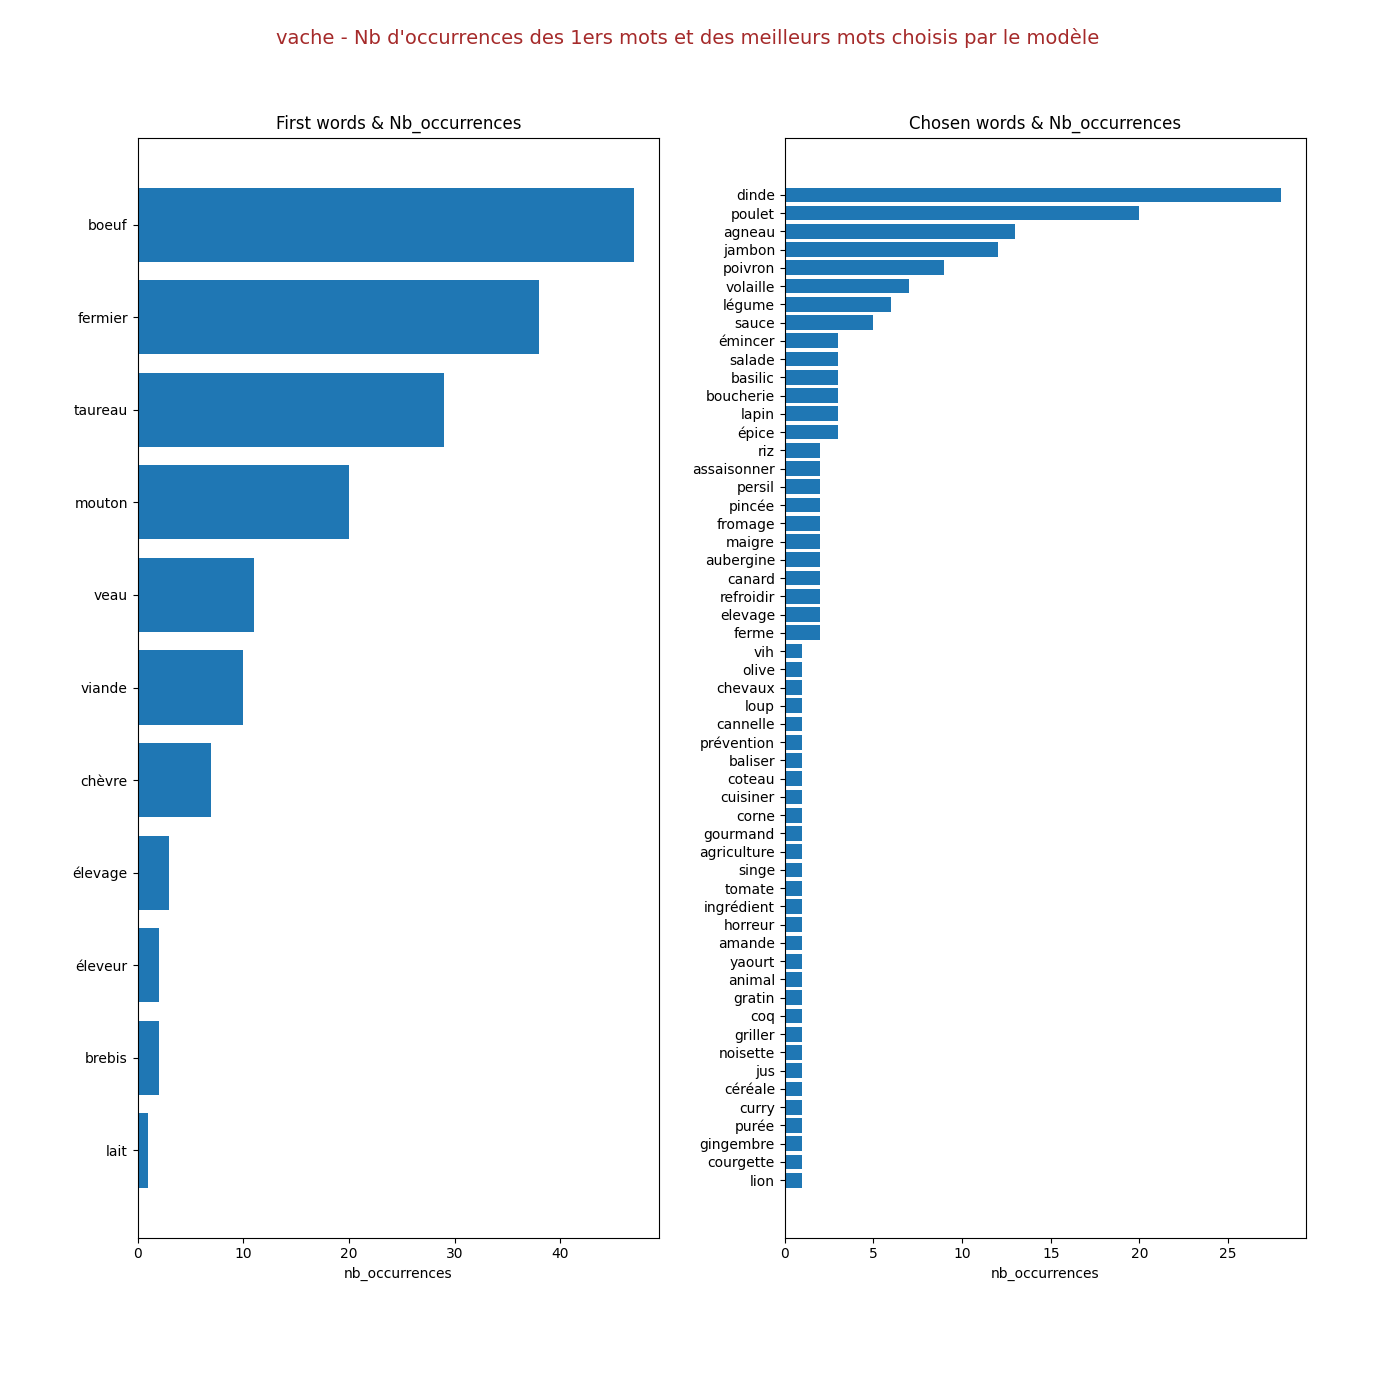 vache - Nb d'occurrences des 1ers mots et des meilleurs mots choisis par le modèle
First words & Nb_occurrences
boeuf
fermier
taureau
mouton
veau
viande
chèvre
élevage
éleveur
brebis
lait
0 10 20 30 40
nb_occurrences
Chosen words & Nb_occurrences
dinde
poulet
agneau
jambon
poivron
volaille
légume
sauce
émincer
salade
basilic
boucherie
lapin
épice
riz
assaisonner
persil
pincée
fromage
maigre
aubergine
canard
refroidir
elevage
ferme
vih
olive
chevaux
loup
cannelle
prévention
baliser
coteau
cuisiner
corne
gourmand
agriculture
singe
tomate
ingrédient
horreur
amande
yaourt
animal
gratin
coq
griller
noisette
jus
céréale
curry
purée
gingembre
courgette
lion
0 5 10 15 20 25
nb_occurrences